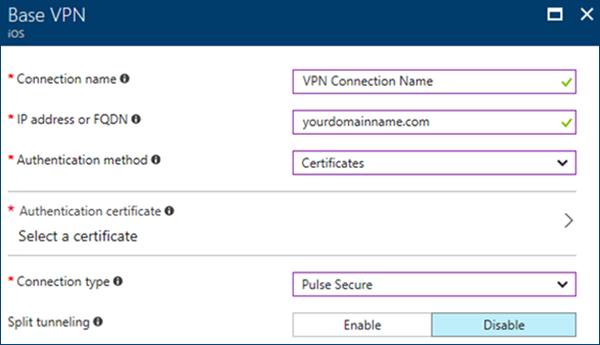 Base VPN
iOS
* Connection name
VPN Connection Name
* IP address or FQDN
yourdomainname.com
* Authentication method
Certificates
* Authentication certificate
Select a certificate
* Connection type
Pulse Secure
Split tunneling
Enable
Disable